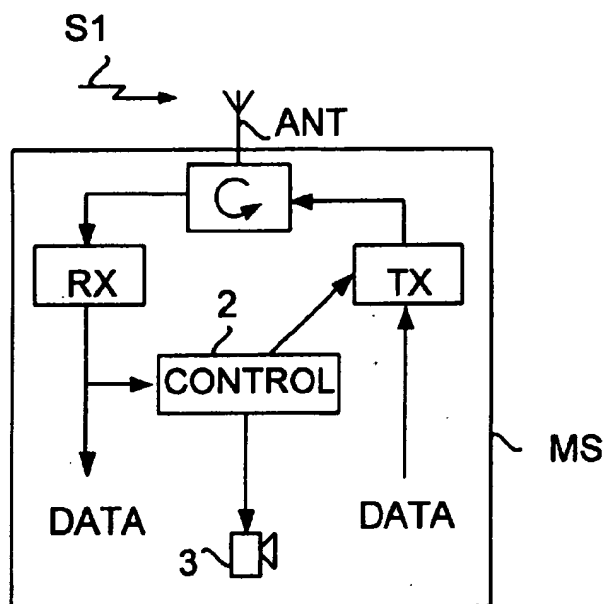 S1
ANT
RX
TX
2
CONTROL
MS
DATA
DATA
3